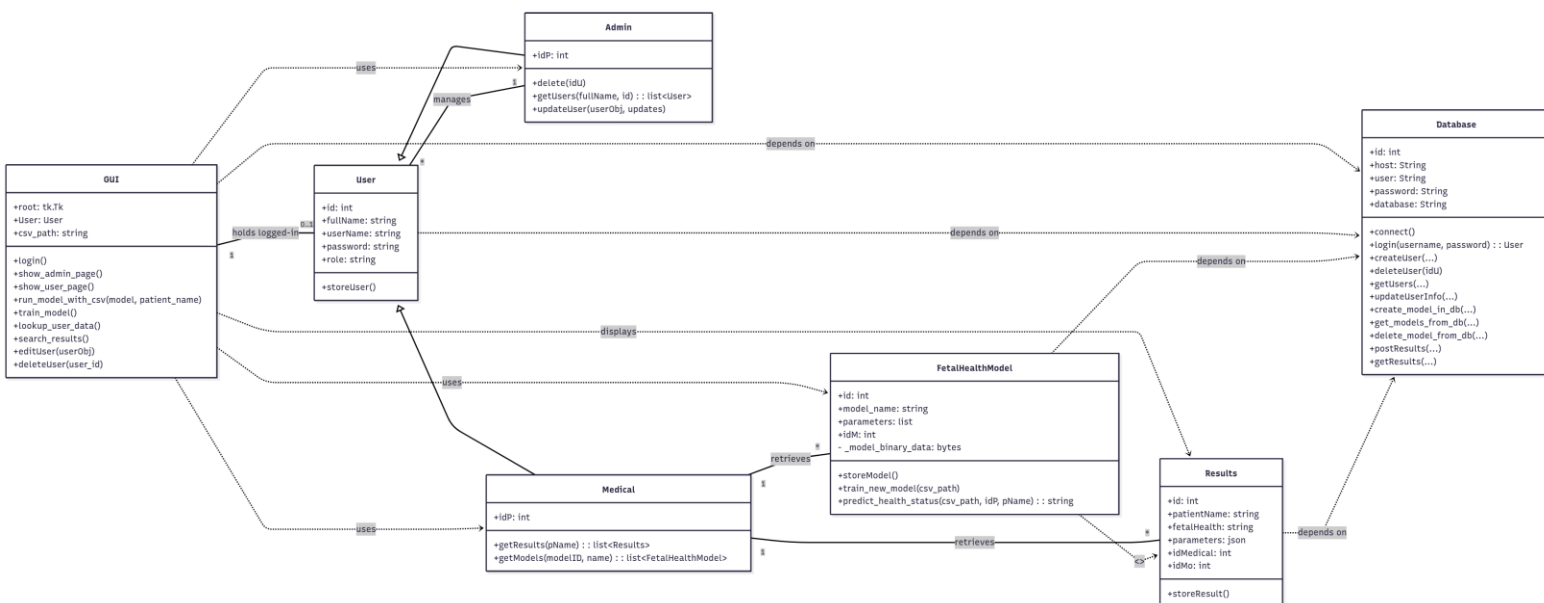 Admin
+idP: int
+delete(idU)
+getUsers(fullName, id) : : list<User>
+updateUser(userObj, updates)
uses
1
manages
*
depends on
Database
+id: int
+host: String
+user: String
+password: String
+database: String
+connect()
+login(username, password) : : User
+createUser(...)
+deleteUser(idU)
+getUsers(...)
+updateUserInfo(...)
+create_model_in_db(...)
+get_models_from_db(...)
+delete_model_from_db(...)
+postResults(...)
+getResults(...)
GUI
+root: tk.Tk
+User: User
+csv_path: string
+login()
+show_admin_page()
+show_user_page()
+run_model_with_csv(model, patient_name)
+train_model()
+lookup_user_data()
+search_results()
+editUser(userObj)
+deleteUser(user_id)
User
+id: int
+fullName: string
+userName: string
+password: string
+role: string
+storeUser()
0..1
holds logged-in
1
depends on
depends on
displays
uses
FetalHealthModel
+id: int
+model_name: string
+parameters: list
+idM: int
- _model_binary_data: bytes
+storeModel()
+train_new_model(csv_path)
+predict_health_status(csv_path, idP, pName) : : string
*
retrieves
1
Medical
+idP: int
+getResults(pName) : : list<Results>
+getModels(modelID, name) : : list<FetalHealthModel>
uses
*
retrieves
1
<>
Results
+id: int
+patientName: string
+fetalHealth: string
+parameters: json
+idMedical: int
+idMo: int
+storeResult()
depends on